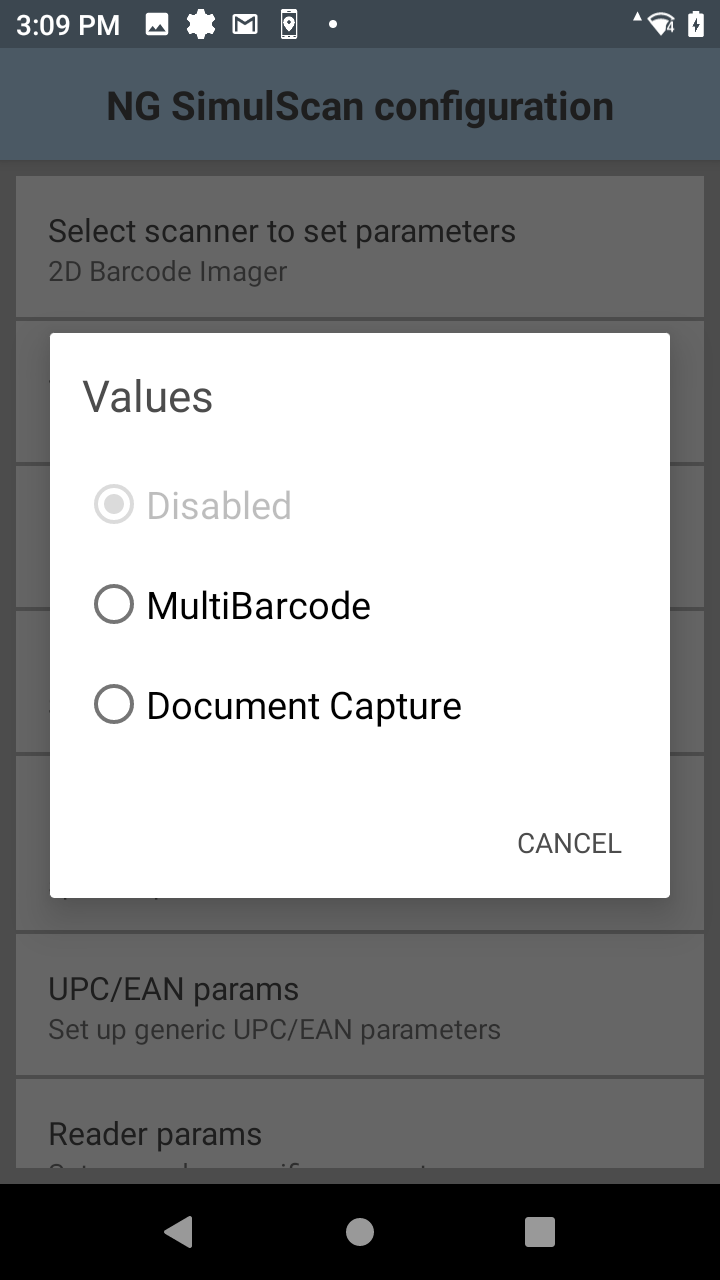 3:09 PM
NG SimulScan configuration
Select scanner to set parameters
2D Barcode Imager
Values
Disabled
MultiBarcode
Document Capture
CANCEL
UPC/EAN params
Set up generic UPC/EAN parameters
Reader params